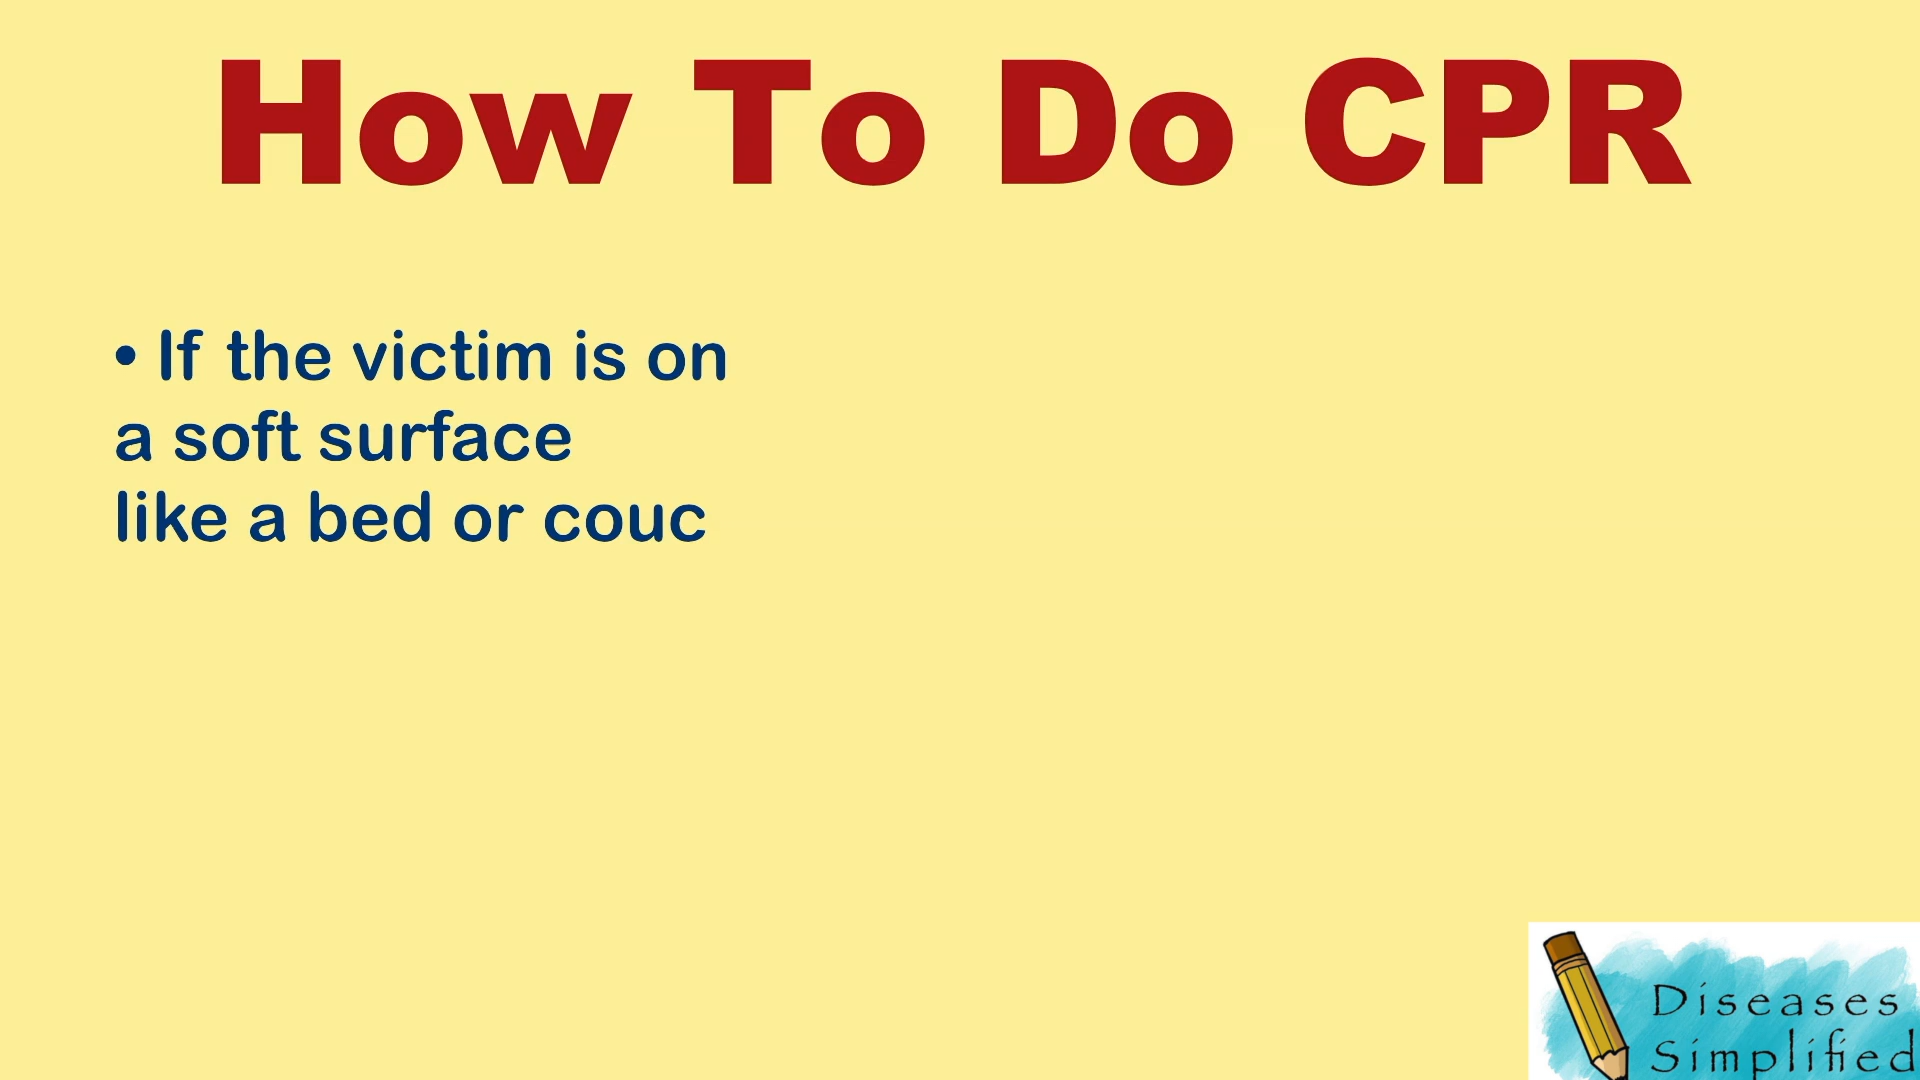 How To Do CPR
• If the victim is on
a soft surface
like a bed or couc
Diseases
Simplified